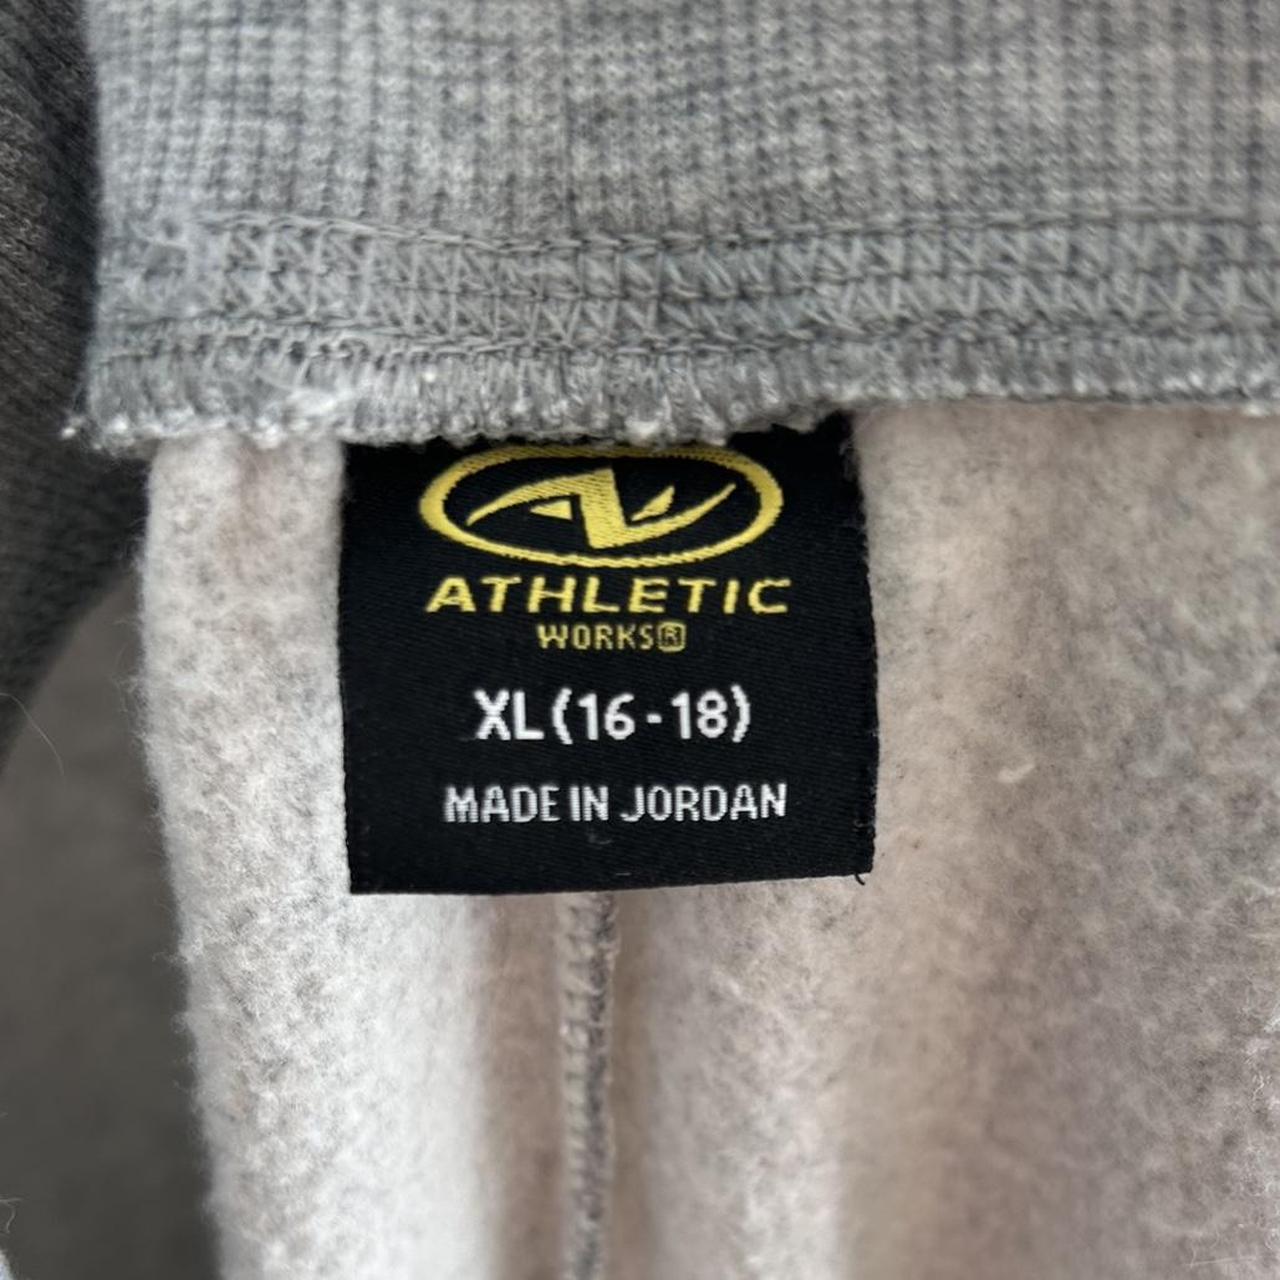 ATHLETIC
WORKS®
XL (16-18)
MADE IN JORDAN